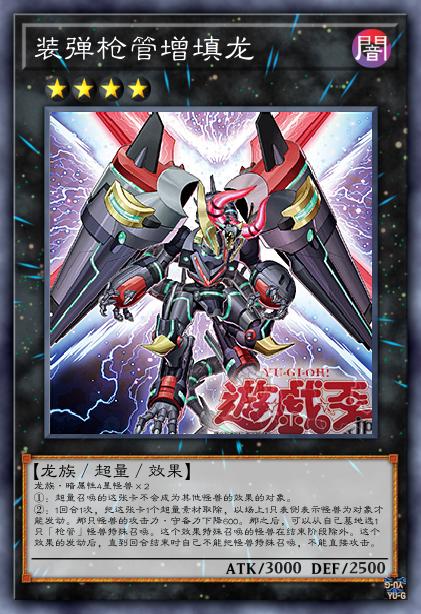 装弹枪管增填龙
闇
YU-GI-OH!
遊戯王.jp
【龙族/超量/效果】
龙族·暗属性4星怪兽×2
①：超量召唤的这张卡不会成为其他怪兽的效果的对象。
②：1回合1次，把这张卡1个超量素材取除，以场上1只表侧表示怪兽为对象才
能发动。那只怪兽的攻击力·守备力下降600。那之后，可以从自己墓地选1
只「枪管」怪兽特殊召唤。这个效果特殊召唤的怪兽在结束阶段除外。这个效
果的发动后，直到回合结束时自己不能把怪兽特殊召唤，不能直接攻击。
ATK/3000 DEF/2500